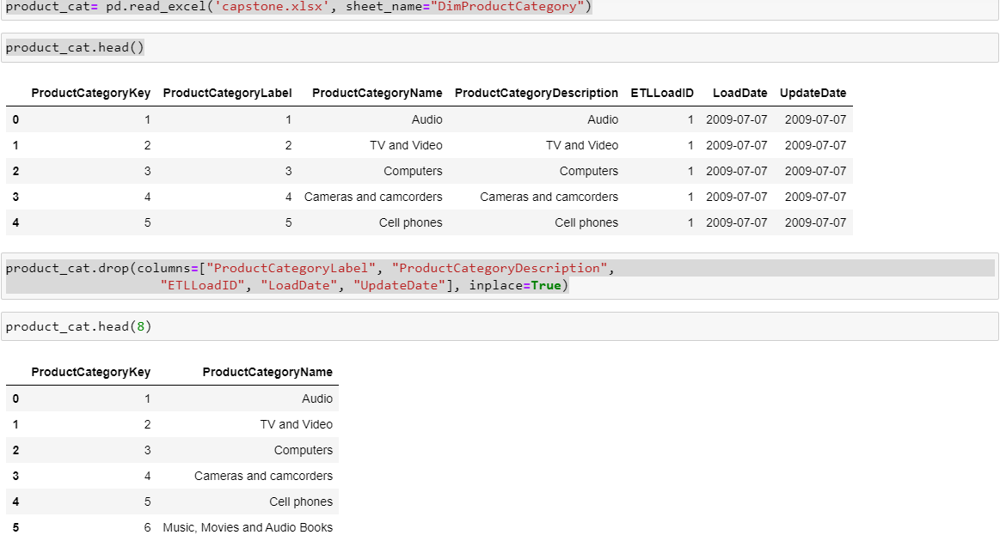 product_cat= pd.read_excel('capstone.xlsx', sheet_name="DimProductCategory")
product_cat.head()
ProductCategoryKey ProductCategoryLabel ProductCategoryName ProductCategoryDescription ETLLoadID LoadDate UpdateDate
0 1 1 Audio Audio 1 2009-07-07 2009-07-07
1 2 2 TV and Video TV and Video 1 2009-07-07 2009-07-07
2 3 3 Computers Computers 1 2009-07-07 2009-07-07
3 4 4 Cameras and camcorders Cameras and camcorders 1 2009-07-07 2009-07-07
4 5 5 Cell phones Cell phones 1 2009-07-07 2009-07-07
product_cat.drop(columns=["ProductCategoryLabel", "ProductCategoryDescription",
"ETLLoadID", "LoadDate", "UpdateDate"], inplace=True)
product_cat.head(8)
ProductCategoryKey ProductCategoryName
0 1 Audio
1 2 TV and Video
2 3 Computers
3 4 Cameras and camcorders
4 5 Cell phones
5 6 Music, Movies and Audio Books